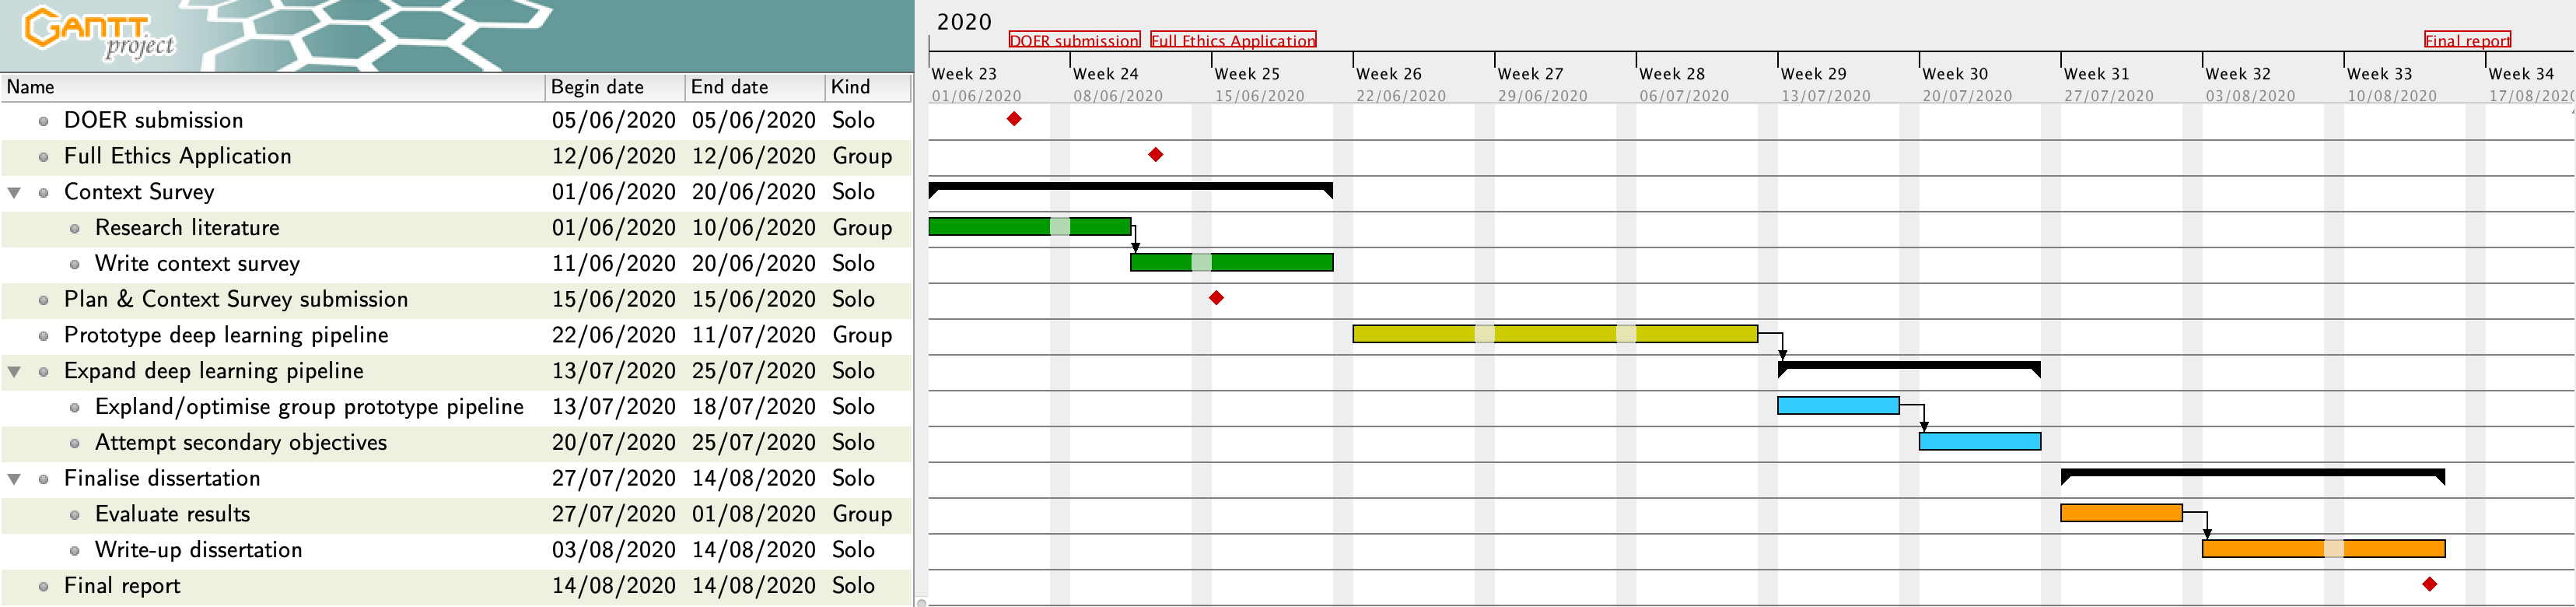 GANTT
project
2020
DOER submission Full Ethics Application Final report
Week 23 Week 24 Week 25 Week 26 Week 27 Week 28 Week 29 Week 30 Week 31 Week 32 Week 33 Week 34
01/06/2020 08/06/2020 15/06/2020 22/06/2020 29/06/2020 06/07/2020 13/07/2020 20/07/2020 27/07/2020 03/08/2020 10/08/2020 17/08/202
Name Begin date End date Kind
DOER submission 05/06/2020 05/06/2020 Solo
Full Ethics Application 12/06/2020 12/06/2020 Group
Context Survey 01/06/2020 20/06/2020 Solo
Research literature 01/06/2020 10/06/2020 Group
Write context survey 11/06/2020 20/06/2020 Solo
Plan & Context Survey submission 15/06/2020 15/06/2020 Solo
Prototype deep learning pipeline 22/06/2020 11/07/2020 Group
Expand deep learning pipeline 13/07/2020 25/07/2020 Solo
Expland/optimise group prototype pipeline 13/07/2020 18/07/2020 Solo
Attempt secondary objectives 20/07/2020 25/07/2020 Solo
Finalise dissertation 27/07/2020 14/08/2020 Solo
Evaluate results 27/07/2020 01/08/2020 Group
Write-up dissertation 03/08/2020 14/08/2020 Solo
Final report 14/08/2020 14/08/2020 Solo